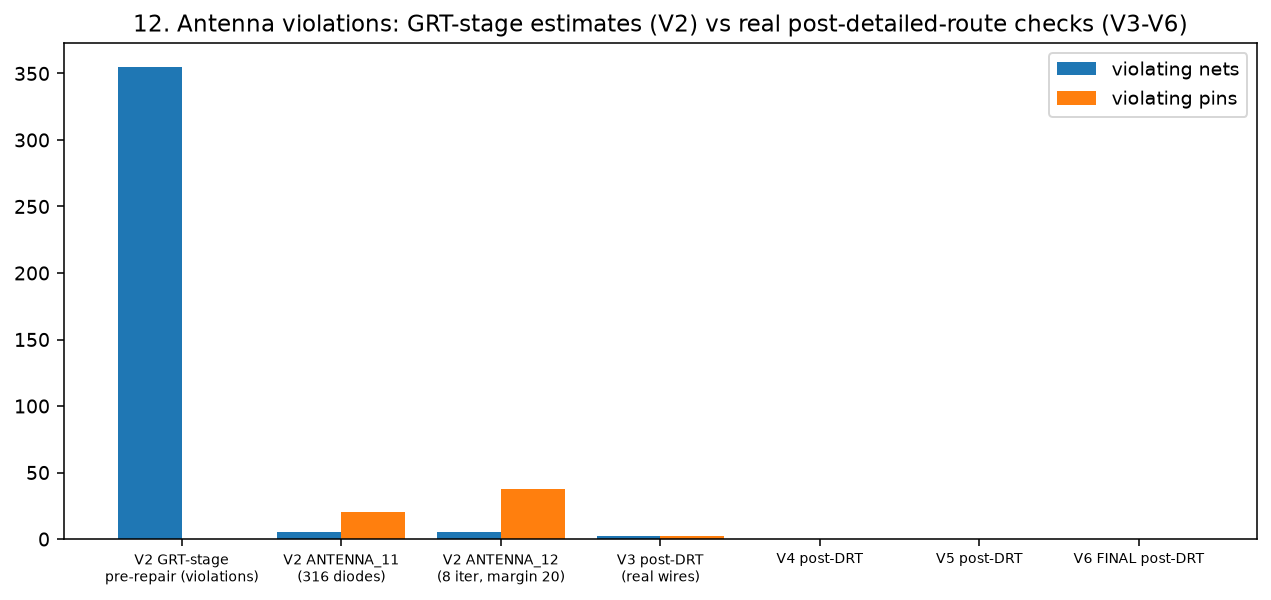 12. Antenna violations: GRT-stage estimates (V2) vs real post-detailed-route checks (V3-V6)
violating nets
violating pins
350
300
250
200
150
100
50
0
V2 GRT-stage
pre-repair (violations)
V2 ANTENNA_11
(316 diodes)
V2 ANTENNA_12
(8 iter, margin 20)
V3 post-DRT
(real wires)
V4 post-DRT
V5 post-DRT
V6 FINAL post-DRT